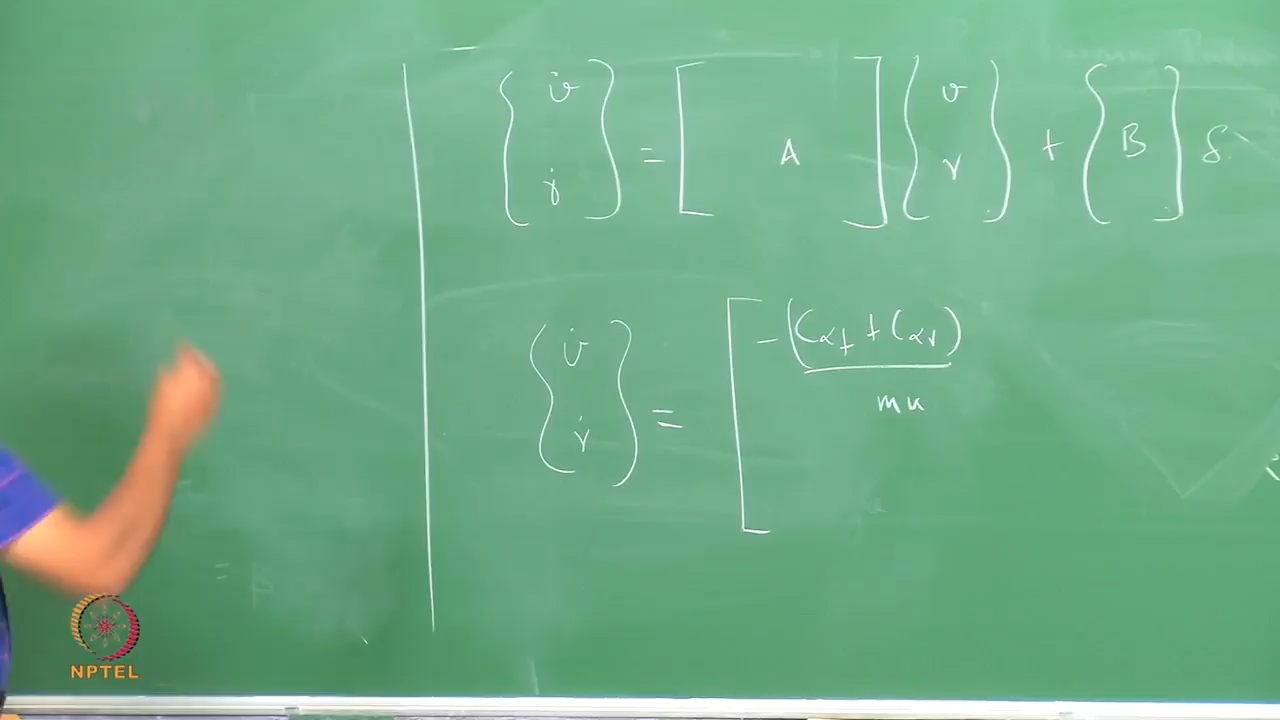 { v̇ ṙ } = [ A ] { v r } + { B } δ
{ v̇ ṙ } = [ -(Cαf + Cαr)
mu
NPTEL